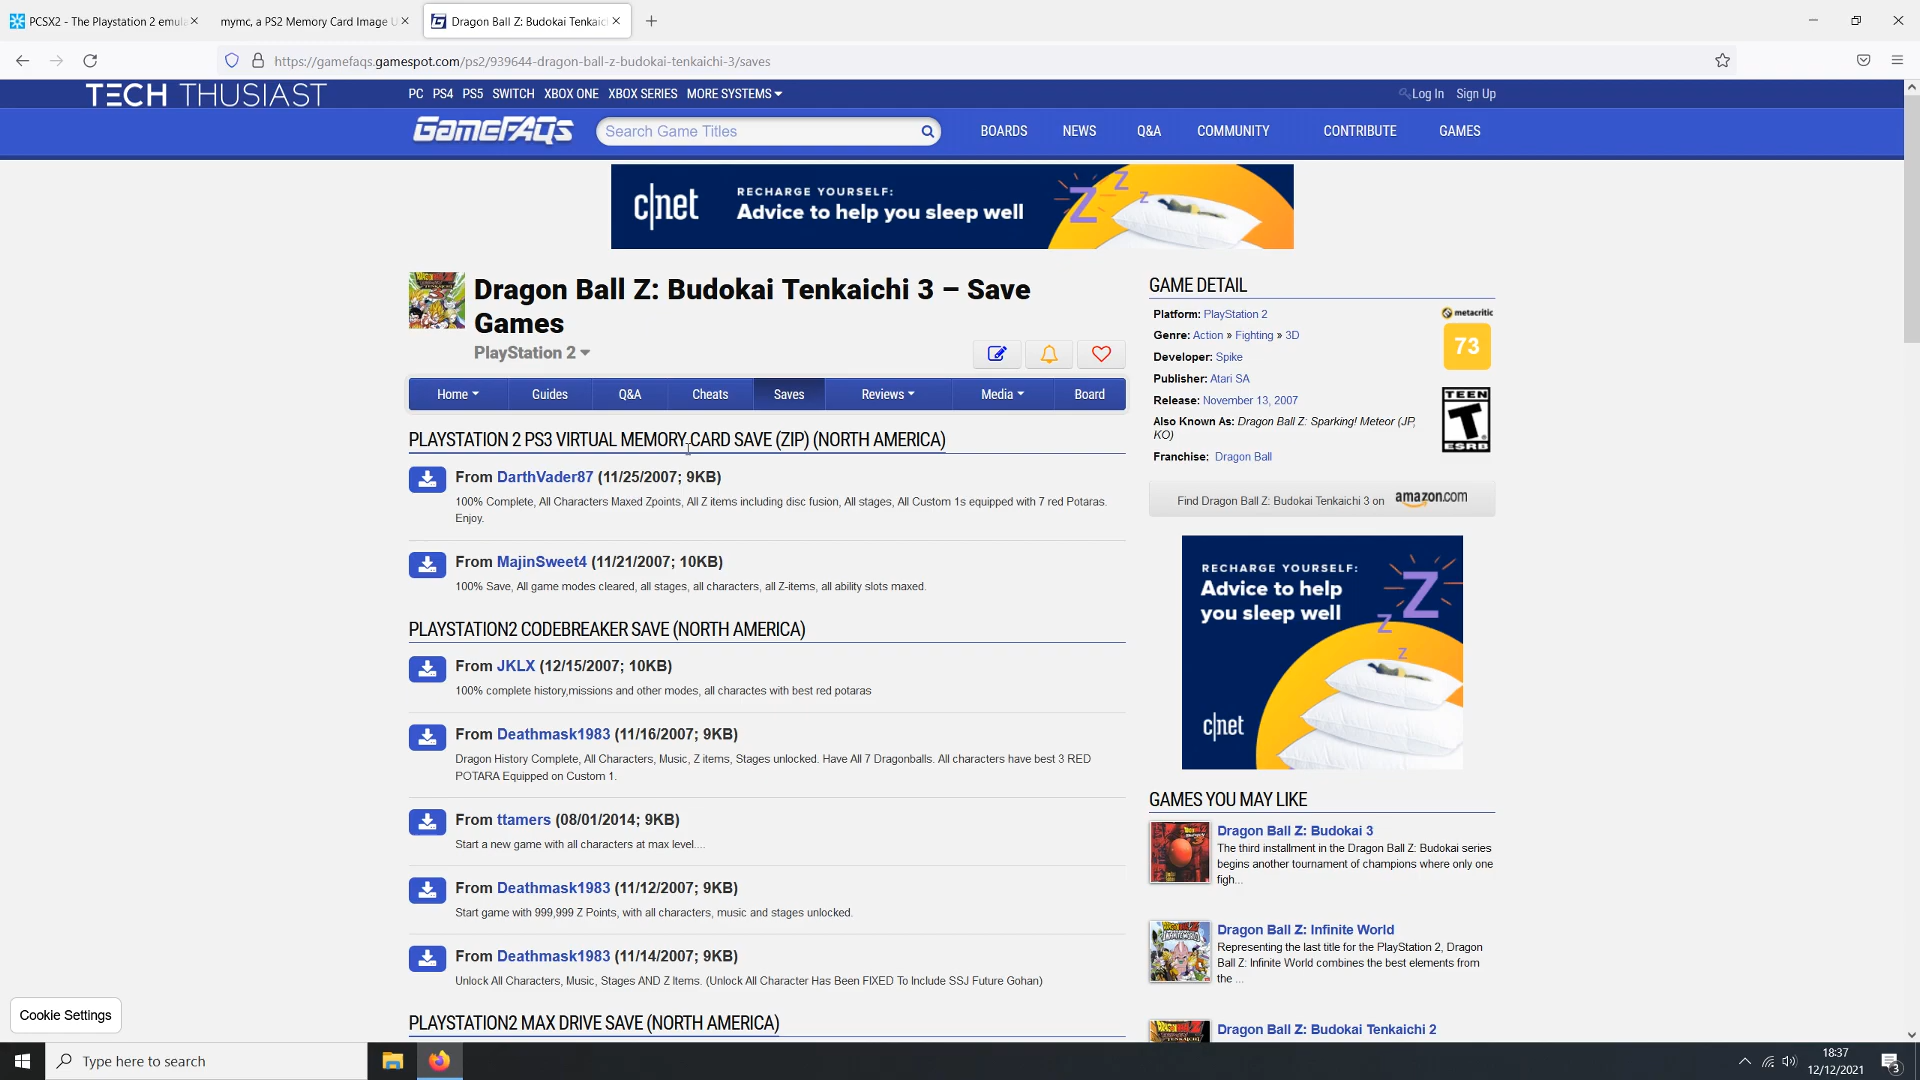 PCSX2 - The Playstation 2 emula
mymc, a PS2 Memory Card Image U
Dragon Ball Z: Budokai Tenkaic
https://gamefaqs.gamespot.com/ps2/939644-dragon-ball-z-budokai-tenkaichi-3/saves
TECH THUSIAST
PC PS4 PS5 SWITCH XBOX ONE XBOX SERIES MORE SYSTEMS
Log In Sign Up
GameFAQs
Search Game Titles
BOARDS NEWS Q&A COMMUNITY CONTRIBUTE GAMES
c|net
RECHARGE YOURSELF:
Advice to help you sleep well
Z Z Z
Dragon Ball Z: Budokai Tenkaichi 3 – Save
Games
PlayStation 2
Home Guides Q&A Cheats Saves Reviews Media Board
PLAYSTATION 2 PS3 VIRTUAL MEMORY CARD SAVE (ZIP) (NORTH AMERICA)
From DarthVader87 (11/25/2007; 9KB)
100% Complete, All Characters Maxed Zpoints, All Z items including disc fusion, All stages, All Custom 1s equipped with 7 red Potaras.
Enjoy.
From MajinSweet4 (11/21/2007; 10KB)
100% Save, All game modes cleared, all stages, all characters, all Z-items, all ability slots maxed.
PLAYSTATION2 CODEBREAKER SAVE (NORTH AMERICA)
From JKLX (12/15/2007; 10KB)
100% complete history,missions and other modes, all charactes with best red potaras
From Deathmask1983 (11/16/2007; 9KB)
Dragon History Complete, All Characters, Music, Z items, Stages unlocked. Have All 7 Dragonballs. All characters have best 3 RED
POTARA Equipped on Custom 1.
From ttamers (08/01/2014; 9KB)
Start a new game with all characters at max level....
From Deathmask1983 (11/12/2007; 9KB)
Start game with 999,999 Z Points, with all characters, music and stages unlocked.
From Deathmask1983 (11/14/2007; 9KB)
Unlock All Characters, Music, Stages AND Z Items. (Unlock All Character Has Been FIXED To Include SSJ Future Gohan)
PLAYSTATION2 MAX DRIVE SAVE (NORTH AMERICA)
GAME DETAIL
Platform: PlayStation 2
Genre: Action » Fighting » 3D
Developer: Spike
Publisher: Atari SA
Release: November 13, 2007
Also Known As: Dragon Ball Z: Sparking! Meteor (JP,
KO)
Franchise: Dragon Ball
metacritic
73
TEEN
T
ESRB
Find Dragon Ball Z: Budokai Tenkaichi 3 on amazon.com
RECHARGE YOURSELF:
Advice to help
you sleep well
Z
Z
Z
c|net
GAMES YOU MAY LIKE
Dragon Ball Z: Budokai 3
The third installment in the Dragon Ball Z: Budokai series
begins another tournament of champions where only one
figh...
Dragon Ball Z: Infinite World
Representing the last title for the PlayStation 2, Dragon
Ball Z: Infinite World combines the best elements from
the ...
Dragon Ball Z: Budokai Tenkaichi 2
Cookie Settings
Type here to search
18:37
12/12/2021
3